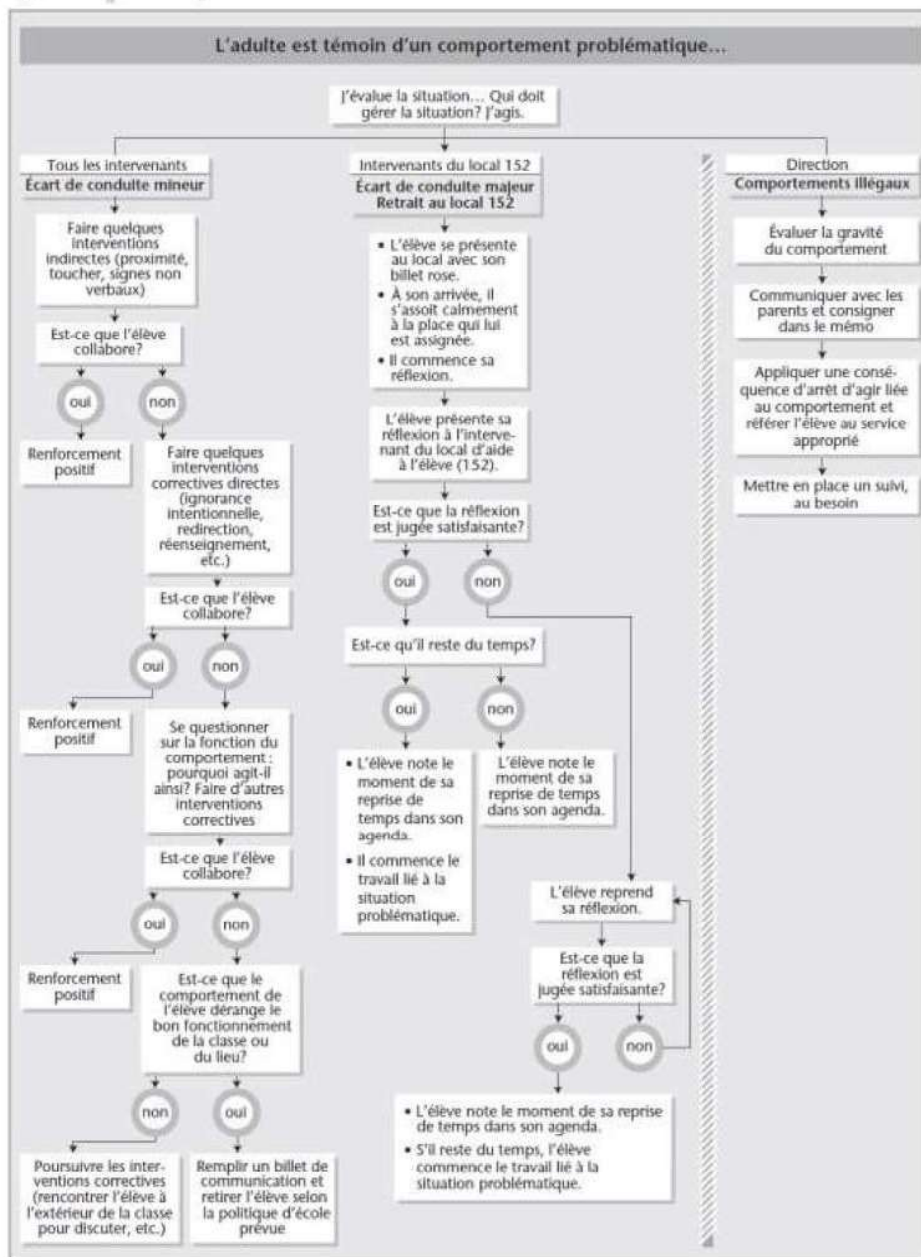 L'adulte est témoin d'un comportement problématique...
J'évalue la situation... Qui doit
gérer la situation? J'agis.
Tous les intervenants
Écart de conduite mineur
Faire quelques
interventions
indirectes (proximité,
toucher, signes non
verbaux)
Est-ce que l'élève
collabore?
oui
non
Renforcement
positif
Faire quelques
interventions
correctives directes
(ignorance
intentionnelle,
redirection,
réenseignement,
etc.)
Est-ce que l'élève
collabore?
oui
non
Renforcement
positif
Se questionner
sur la fonction du
comportement :
pourquoi agit-il
ainsi? Faire d'autres
interventions
correctives
Est-ce que l'élève
collabore?
oui
non
Renforcement
positif
Est-ce que le
comportement de
l'élève dérange le
bon fonctionnement
de la classe ou
du lieu?
non
oui
Poursuivre les inter-
ventions correctives
(rencontrer l'élève à
l'extérieur de la classe
pour discuter, etc.)
Remplir un billet de
communication et
retirer l'élève selon
la politique d'école
prévue
Intervenants du local 152
Écart de conduite majeur
Retrait au local 152
• L'élève se présente
au local avec son
billet rose.
• À son arrivée, il
s'assoit calmement
à la place qui lui
est assignée.
• Il commence sa
réflexion.
L'élève présente sa
réflexion à l'interve-
nant du local d'aide
à l'élève (152).
Est-ce que la réflexion
est jugée satisfaisante?
oui
non
Est-ce qu'il reste du temps?
oui
non
• L'élève note le
moment de sa
reprise de
temps dans son
agenda.
• Il commence le
travail lié à la
situation
problématique.
L'élève note le
moment de sa
reprise de temps
dans son agenda.
L'élève reprend
sa réflexion.
Est-ce que la
réflexion est
jugée satisfaisante?
oui
non
• L'élève note le moment de sa reprise
de temps dans son agenda.
• S'il reste du temps, l'élève
commence le travail lié à la
situation problématique.
Direction
Comportements illégaux
Évaluer la gravité
du comportement
Communiquer avec les
parents et consigner
dans le mémo
Appliquer une consé-
quence d'arrêt d'agir liée
au comportement et
référer l'élève au service
approprié
Mettre en place un suivi,
au besoin